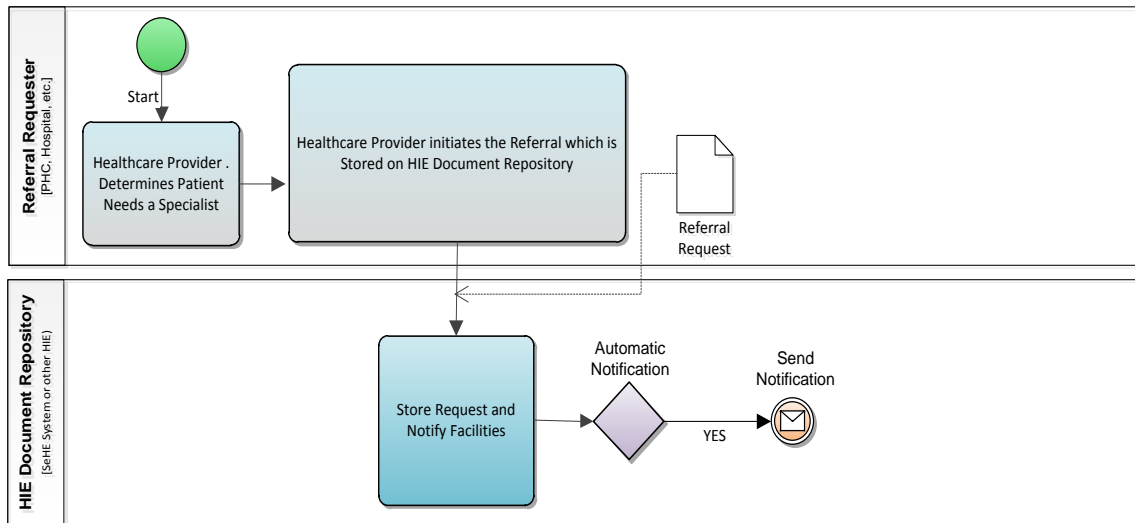 Referral Requester
[PHC, Hospital, etc.]
Start
Healthcare Provider .
Determines Patient
Needs a Specialist
Healthcare Provider initiates the Referral which is
Stored on HIE Document Repository
Referral
Request
HIE Document Repository
[SeHE System or other HIE)
Store Request and
Notify Facilities
Automatic
Notification
YES
Send
Notification